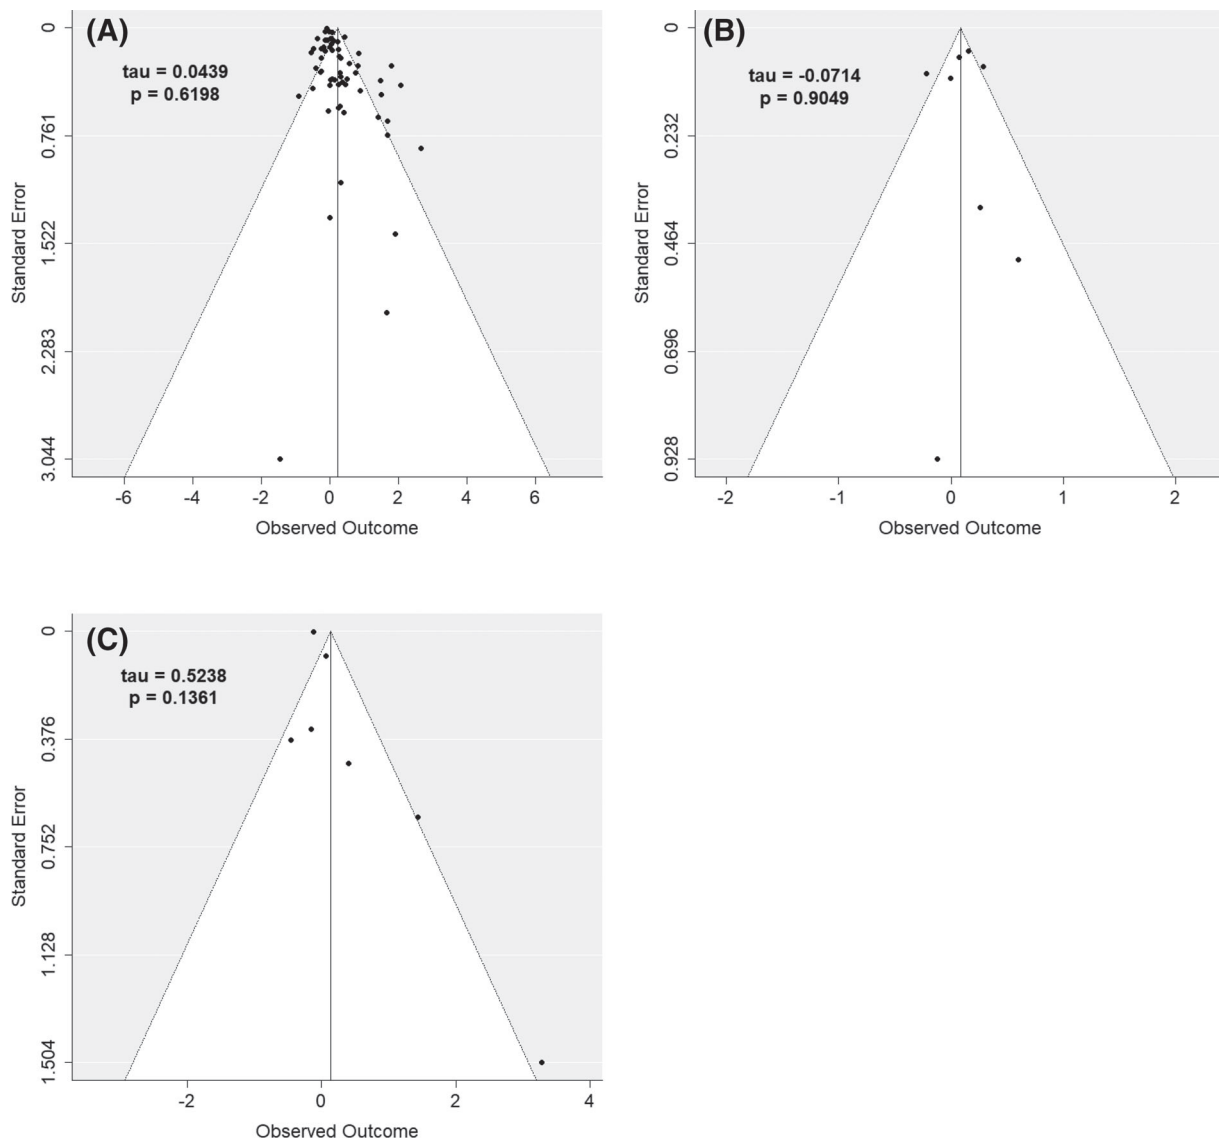 (A)
tau = 0.0439
p = 0.6198
Standard Error
0
0.761
1.522
2.283
3.044
-6
-4
-2
0
2
4
6
Observed Outcome
(B)
tau = -0.0714
p = 0.9049
Standard Error
0
0.232
0.464
0.696
0.928
-2
-1
0
1
2
Observed Outcome
(C)
tau = 0.5238
p = 0.1361
Standard Error
0
0.376
0.752
1.128
1.504
-2
0
2
4
Observed Outcome